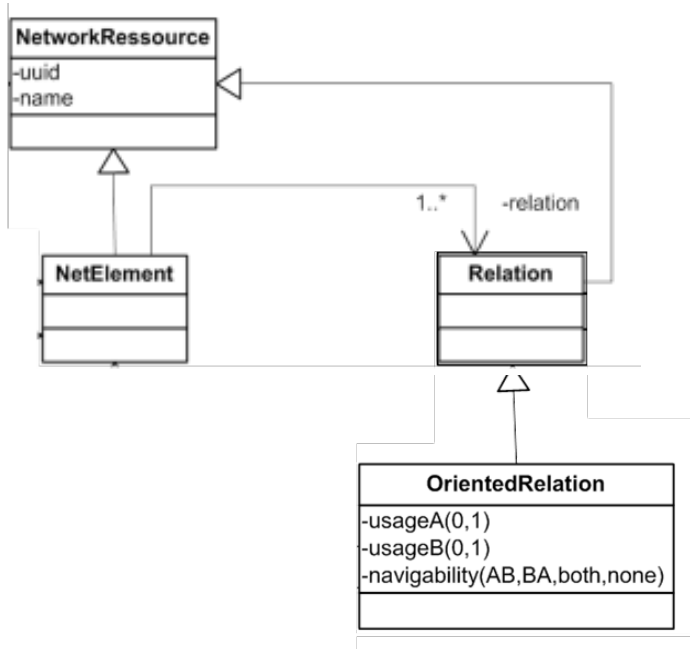 NetworkRessource
-uuid
-name
1..* -relation
NetElement
Relation
OrientedRelation
-usageA(0,1)
-usageB(0,1)
-navigability(AB,BA,both,none)